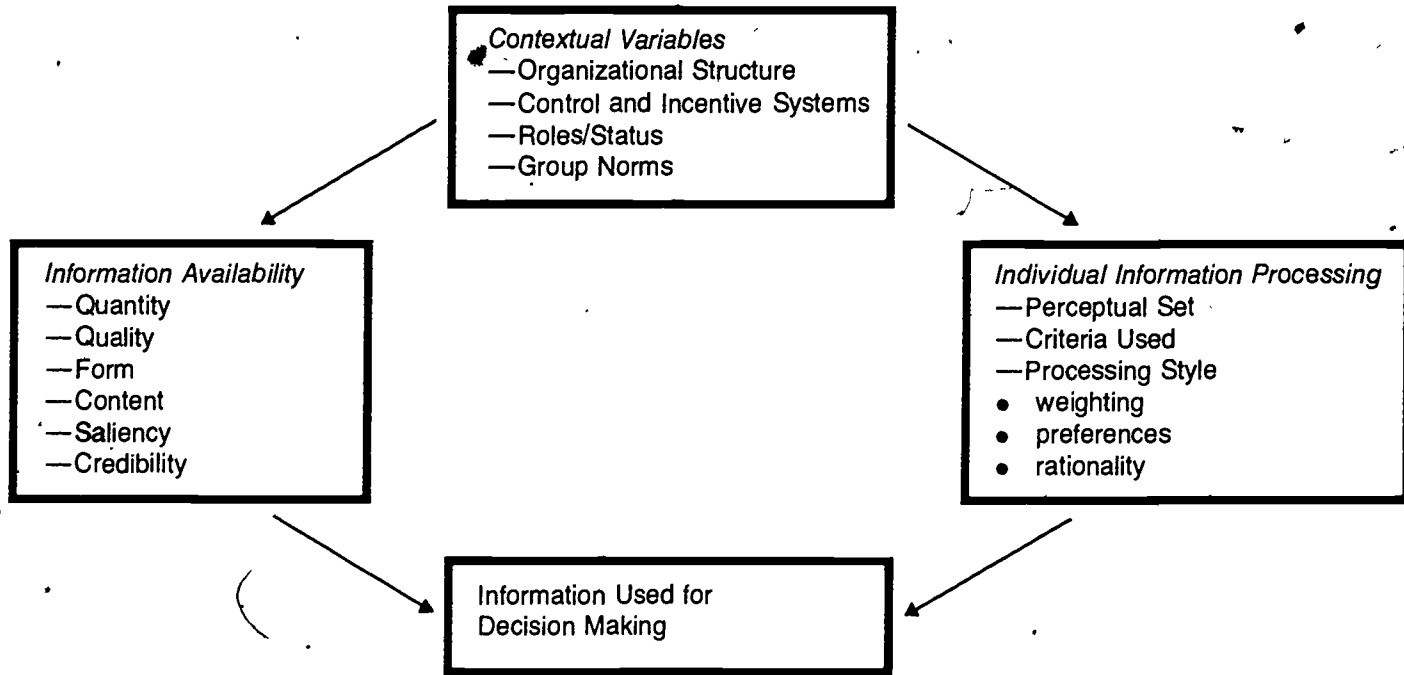 Contextual Variables
—Organizational Structure
—Control and Incentive Systems
—Roles/Status
—Group Norms
Information Availability
—Quantity
—Quality
—Form
—Content
—Saliency
—Credibility
Individual Information Processing
—Perceptual Set
—Criteria Used
—Processing Style
• weighting
• preferences
• rationality
Information Used for
Decision Making